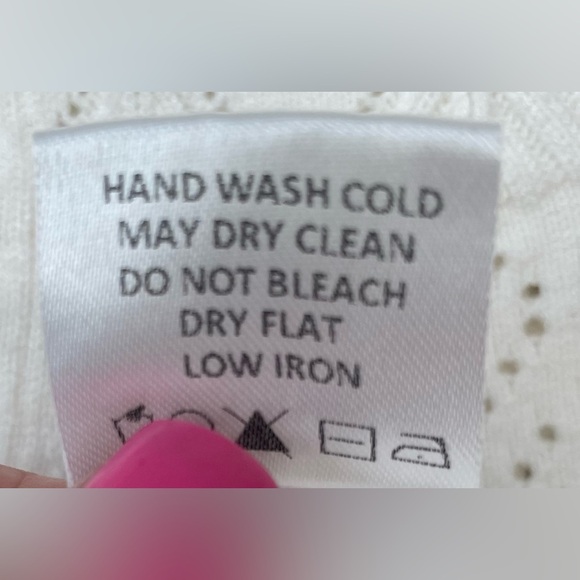 HAND WASH COLD
MAY DRY CLEAN
DO NOT BLEACH
DRY FLAT
LOW IRON